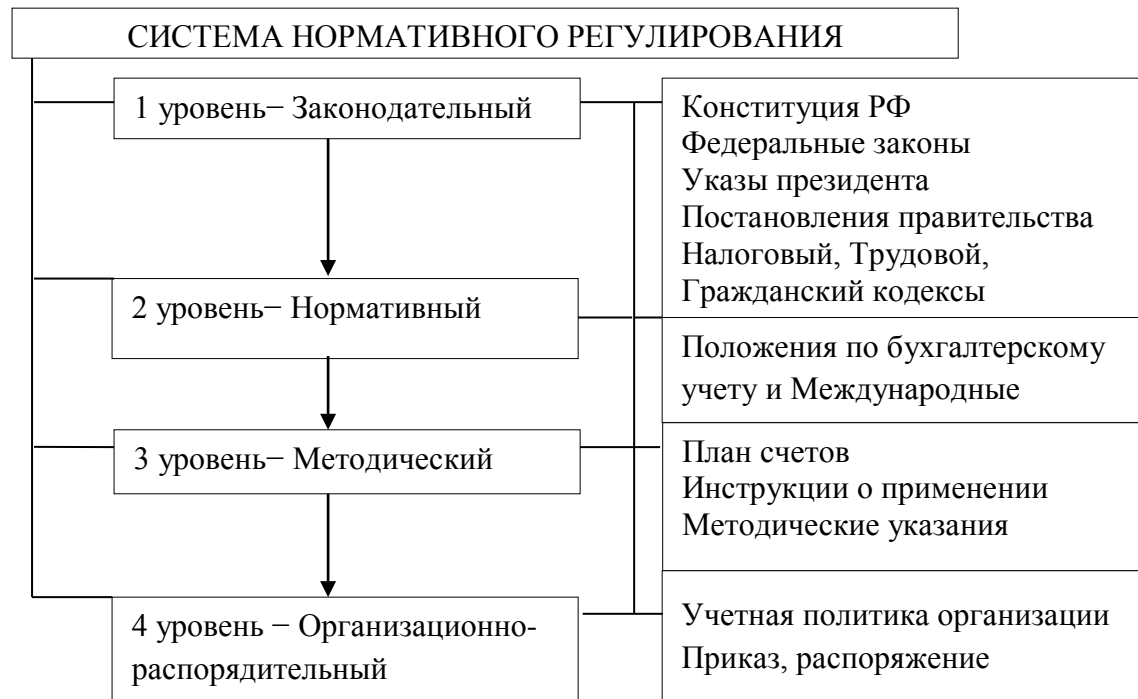 СИСТЕМА НОРМАТИВНОГО РЕГУЛИРОВАНИЯ
1 уровень− Законодательный
Конституция РФ
Федеральные законы
Указы президента
Постановления правительства
Налоговый, Трудовой,
Гражданский кодексы
2 уровень− Нормативный
Положения по бухгалтерскому
учету и Международные
3 уровень− Методический
План счетов
Инструкции о применении
Методические указания
4 уровень − Организационно-
распорядительный
Учетная политика организации
Приказ, распоряжение